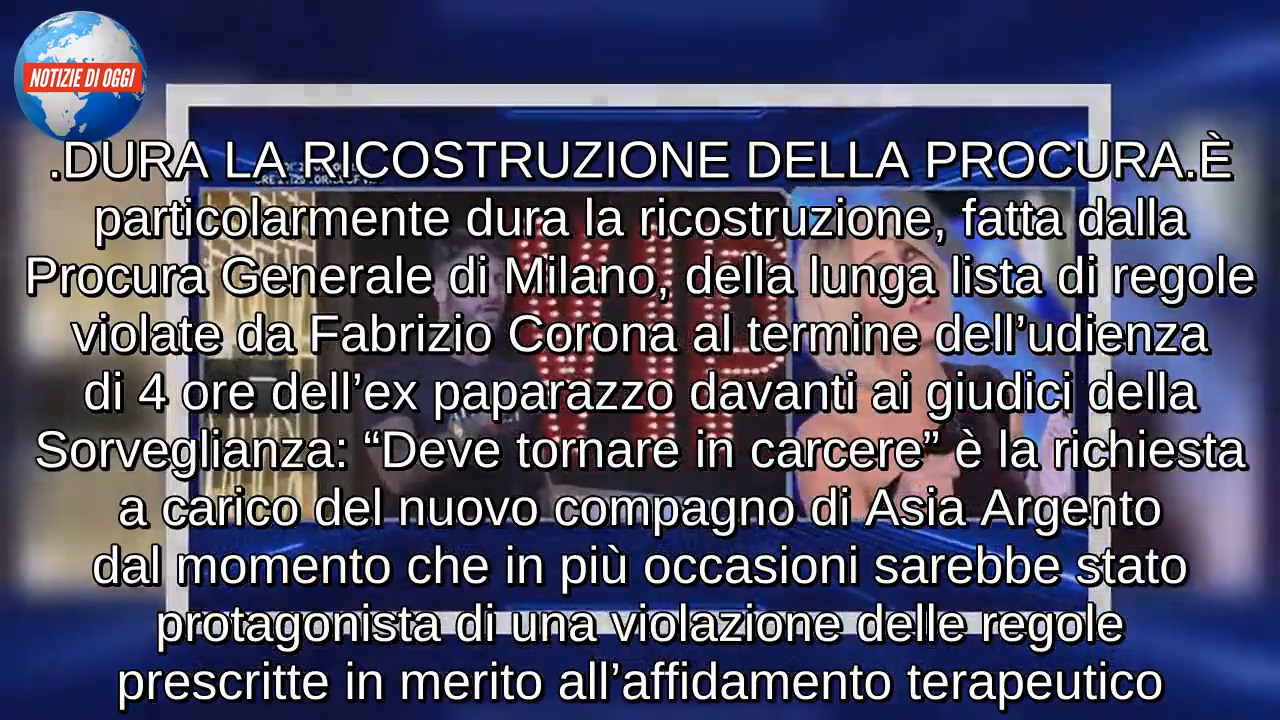 NOTIZIE DI OGGI
.DURA LA RICOSTRUZIONE DELLA PROCURA.È
particolarmente dura la ricostruzione, fatta dalla
Procura Generale di Milano, della lunga lista di regole
violate da Fabrizio Corona al termine dell’udienza
di 4 ore dell’ex paparazzo davanti ai giudici della
Sorveglianza: “Deve tornare in carcere” è la richiesta
a carico del nuovo compagno di Asia Argento
dal momento che in più occasioni sarebbe stato
protagonista di una violazione delle regole
prescritte in merito all’affidamento terapeutico
VIP